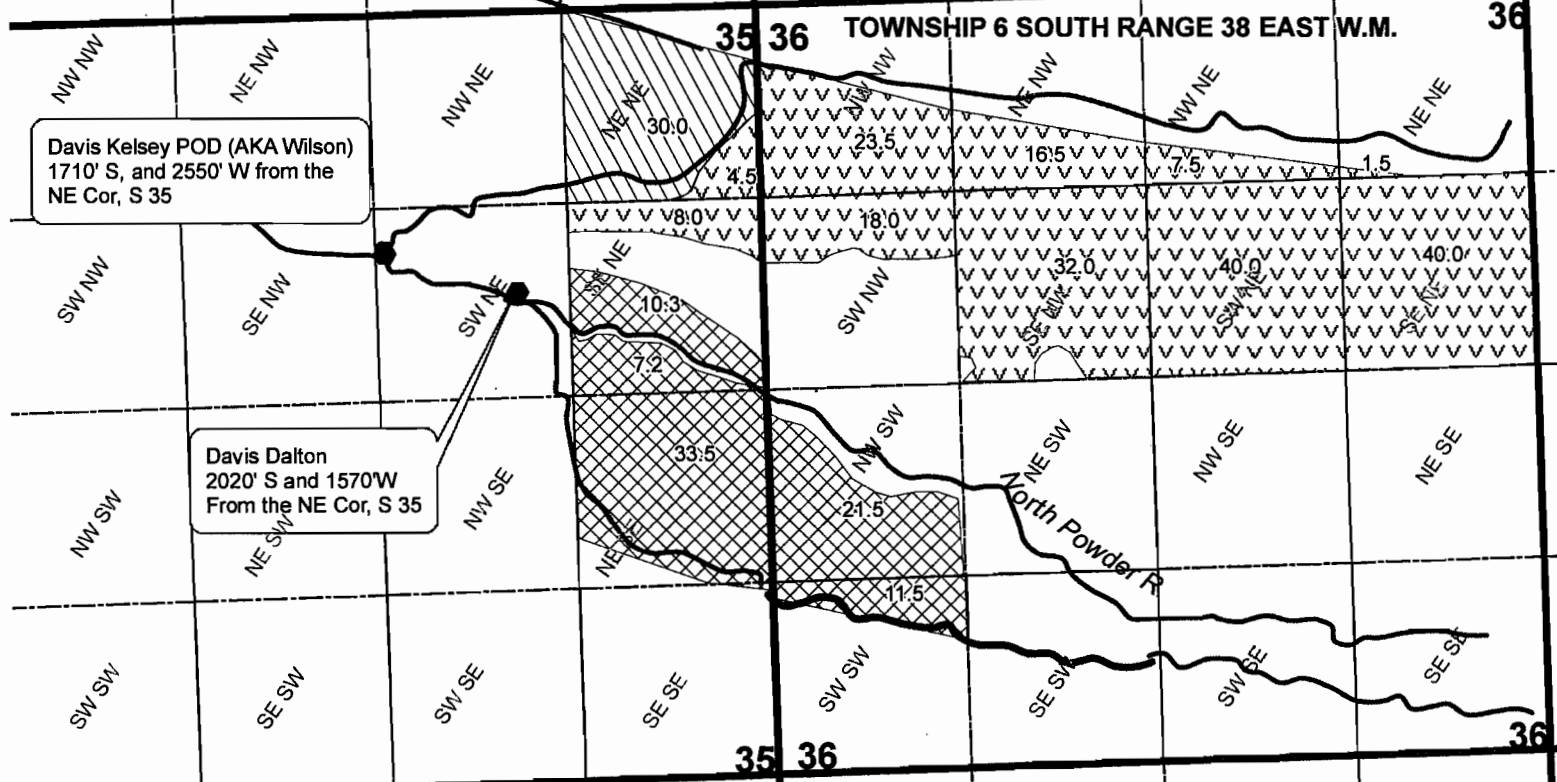 TOWNSHIP 6 SOUTH RANGE 38 EAST W.M.
35 36
36
NW NW
NE NW
NW NE
NE NE
30.0
NW NW
NE NW
NW NE
NE NE
23.5
16.5
7.5
1.5
4.5
Davis Kelsey POD (AKA Wilson)
1710' S, and 2550' W from the
NE Cor, S 35
8.0
18.0
SW NW
SE NW
SW NE
SE NE
SW NW
SE NW
SW NE
SE NE
32.0
40.0
40.0
10.3
7.2
Davis Dalton
2020' S and 1570'W
From the NE Cor, S 35
33.5
21.5
11.5
NW SW
NE SW
NW SE
NE
NW SW
NE SW
NW SE
NE SE
North Powder R
SW SW
SE SW
SW SE
SE SE
SW SW
SE SW
SW SE
SE SE
35 36
36